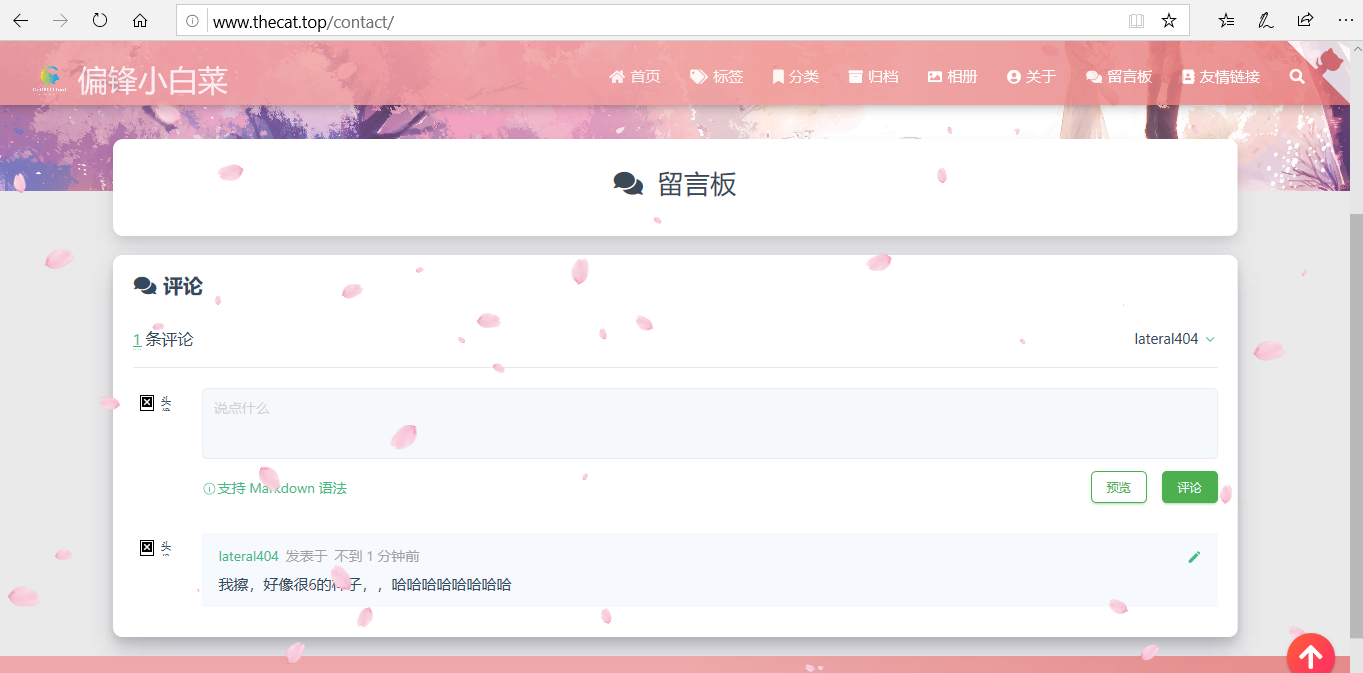 www.thecat.top/contact/
偏锋小白菜
首页 标签 分类 归档 相册 关于 留言板 友情链接
留言板
评论
1 条评论 lateral404
头
说点什么
支持 Markdown 语法 预览 评论
头
lateral404 发表于 不到 1 分钟前
我擦，好像很6的样子，，哈哈哈哈哈哈哈哈